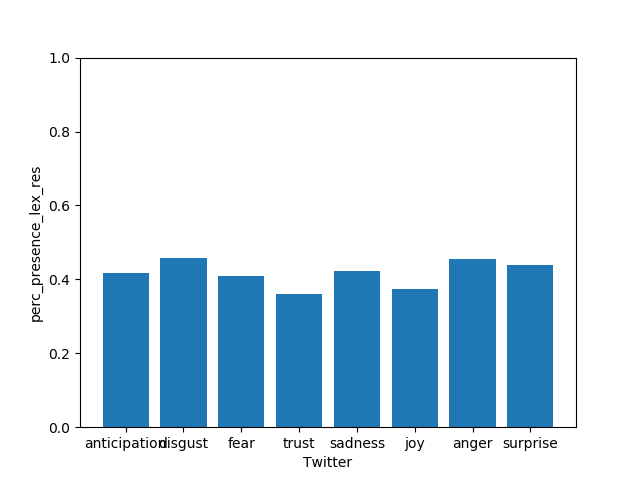 1.0
0.8
0.6
0.4
0.2
0.0
perc_presence_lex_res
anticipation disgust fear trust sadness joy anger surprise
Twitter